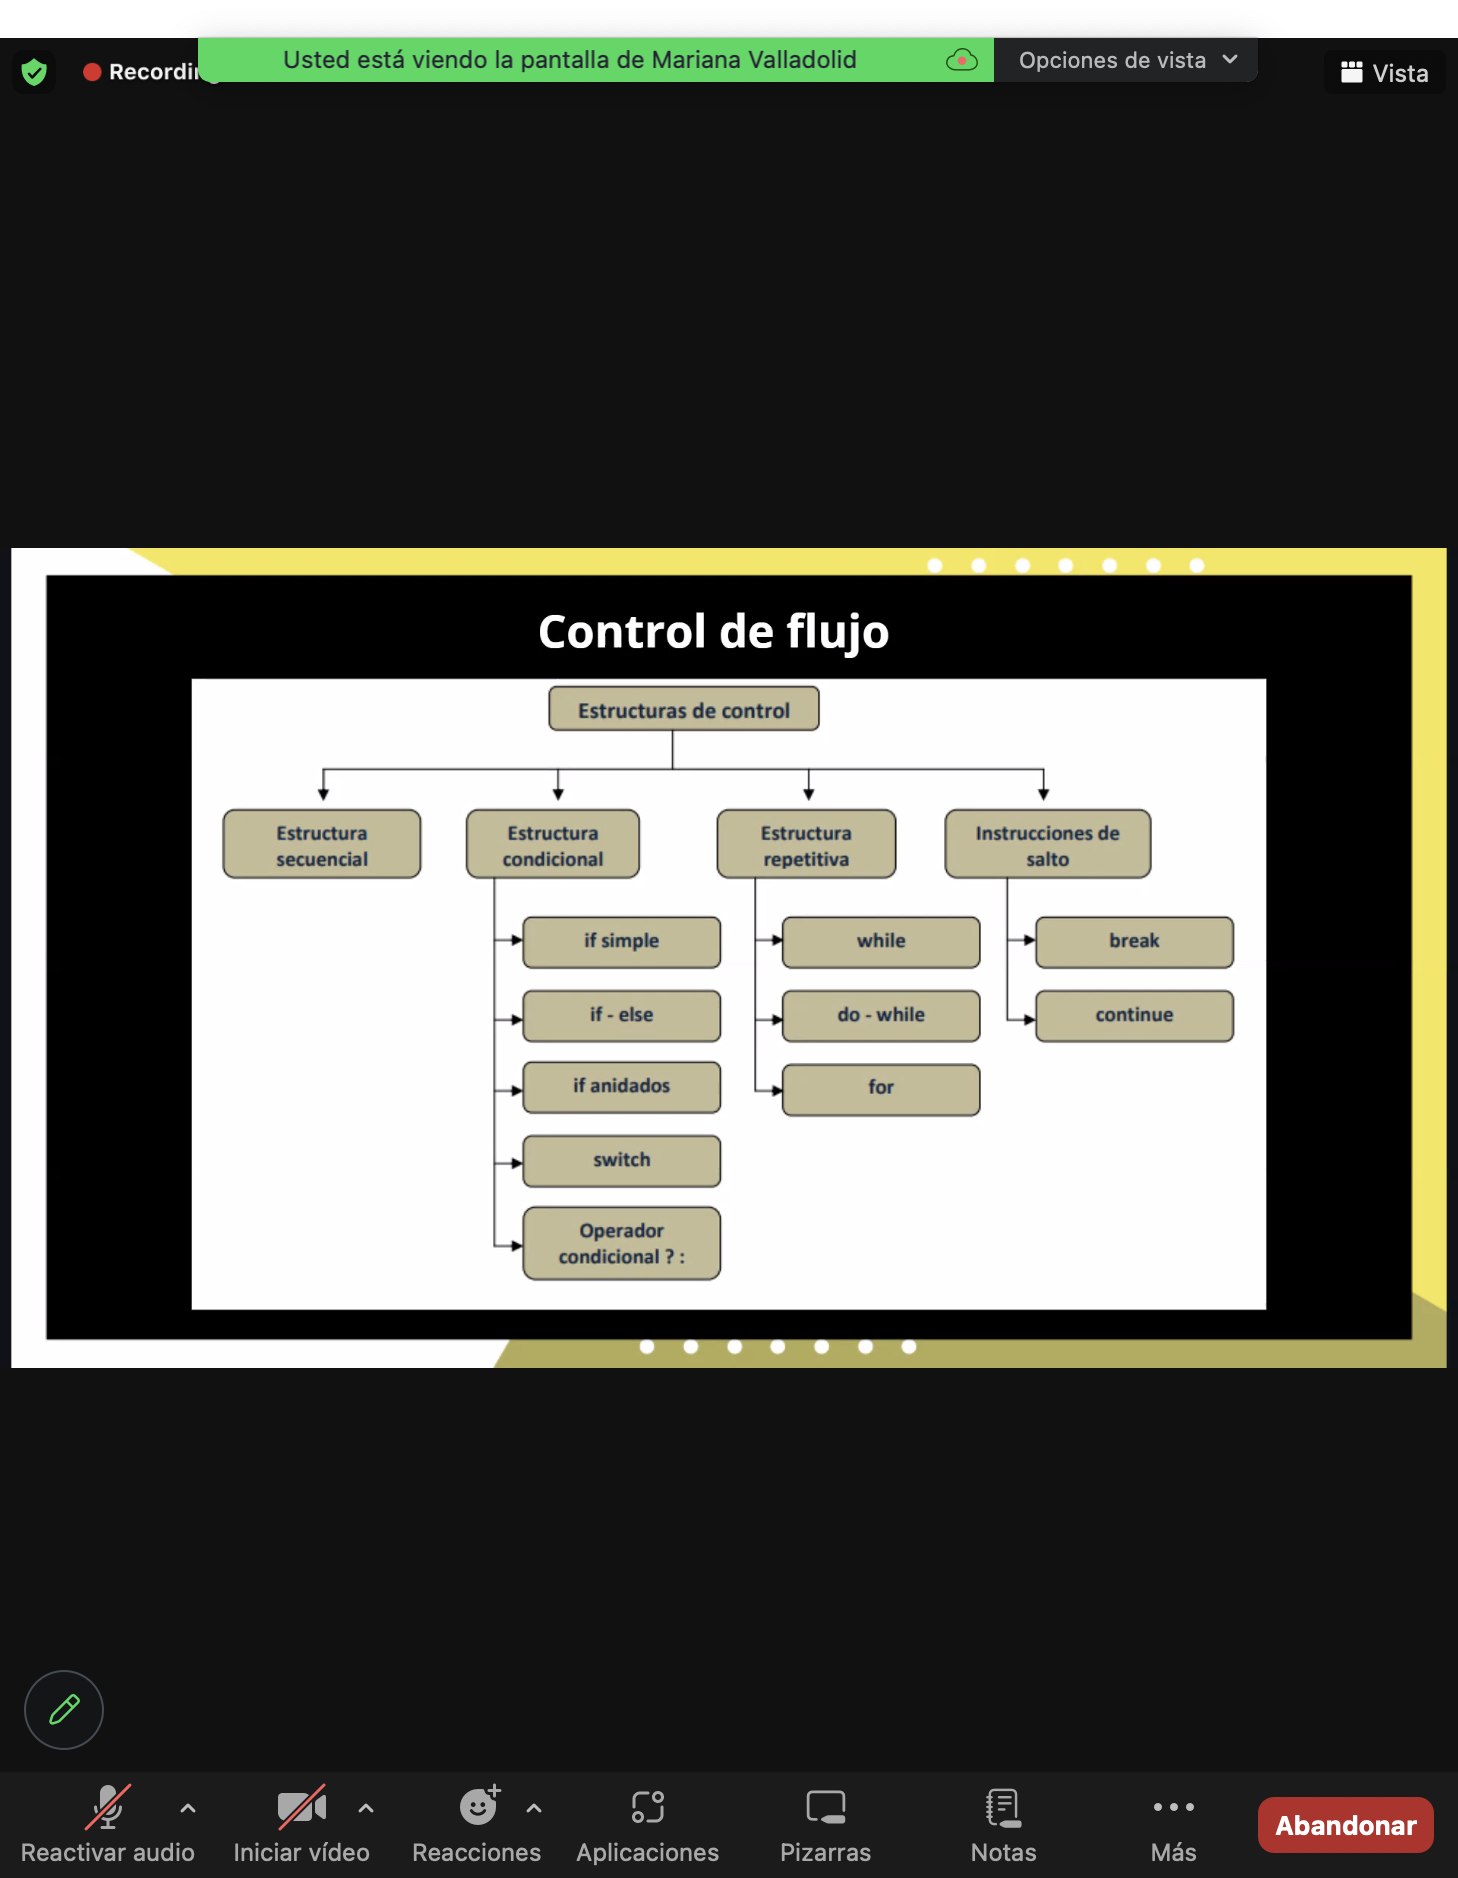 Usted está viendo la pantalla de Mariana Valladolid
Opciones de vista
Vista
Control de flujo
Estructuras de control
Estructura
secuencial
Estructura
condicional
Estructura
repetitiva
Instrucciones de
salto
if simple
if - else
if anidados
switch
Operador
condicional ? :
while
do - while
for
break
continue
Reactivar audio
Iniciar vídeo
Reacciones
Aplicaciones
Pizarras
Notas
Más
Abandonar